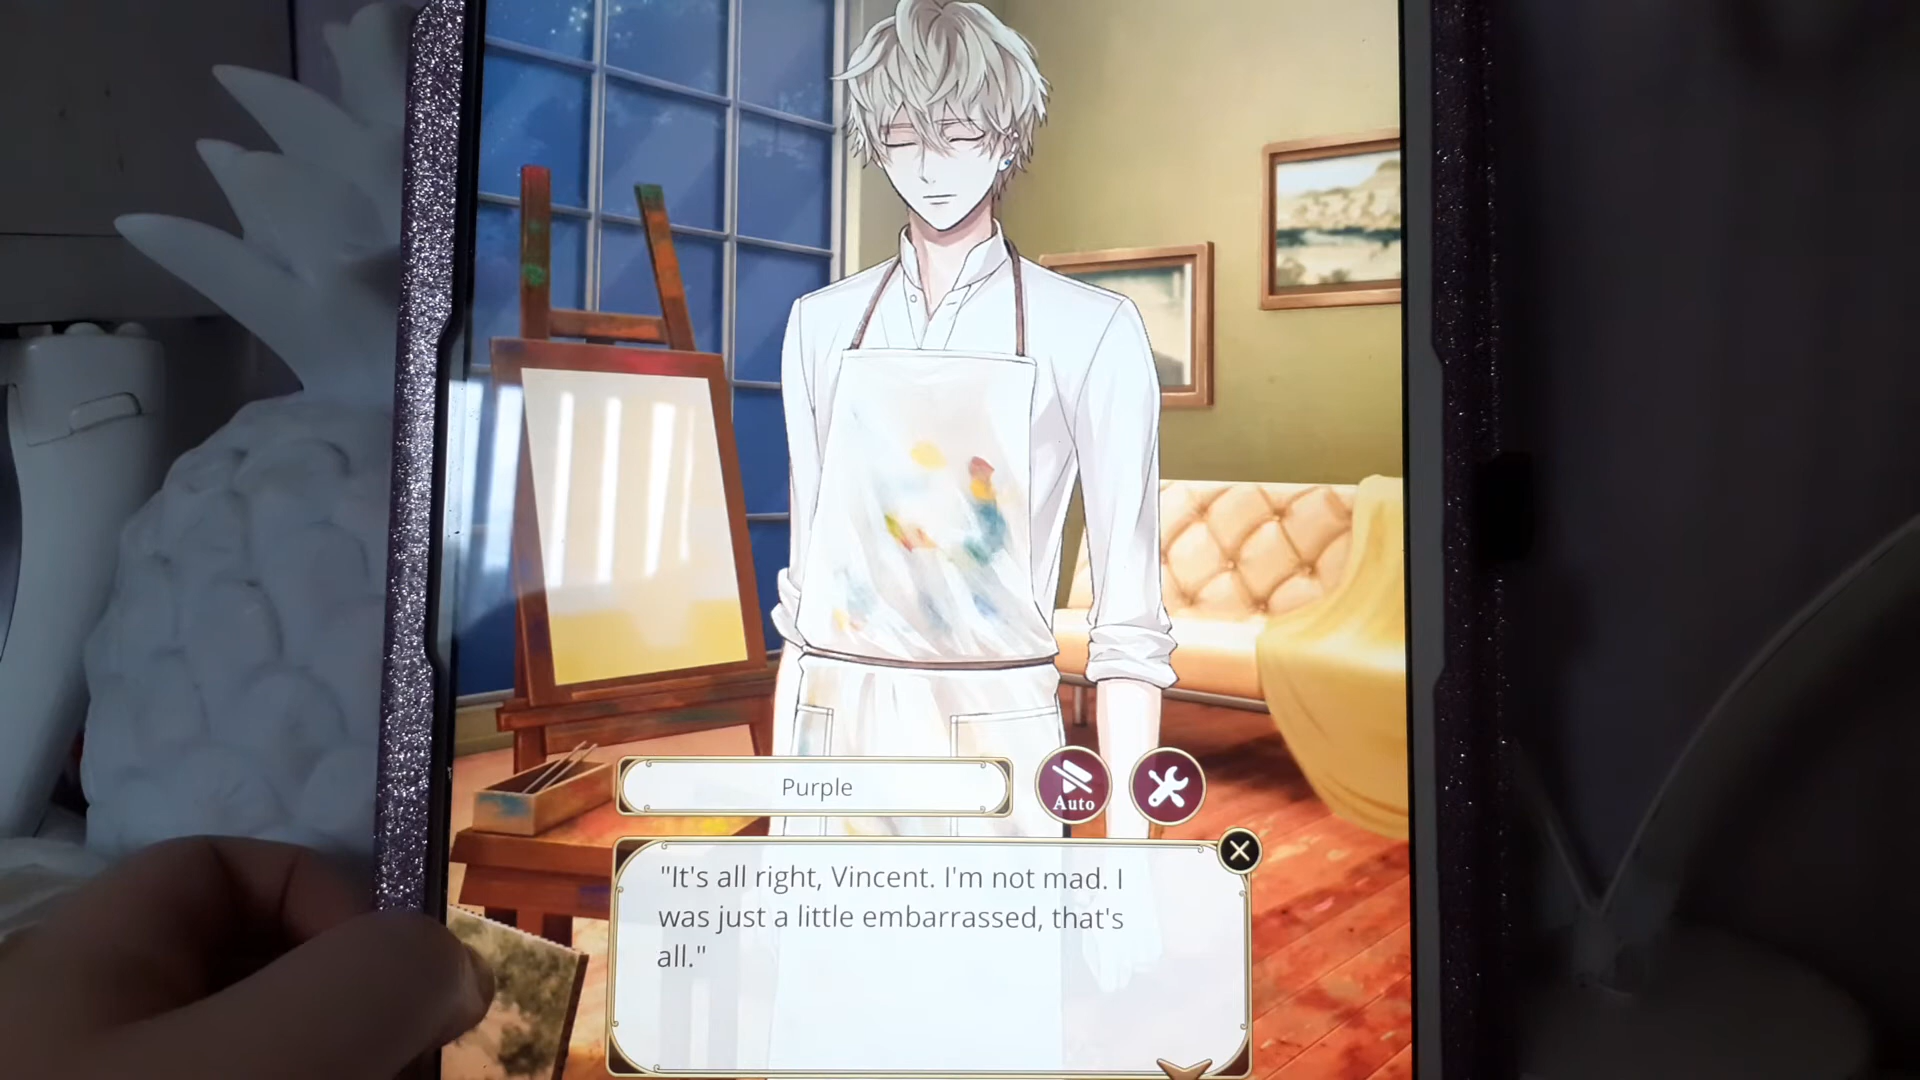 Purple
Auto
"It's all right, Vincent. I'm not mad. I
was just a little embarrassed, that's
all."